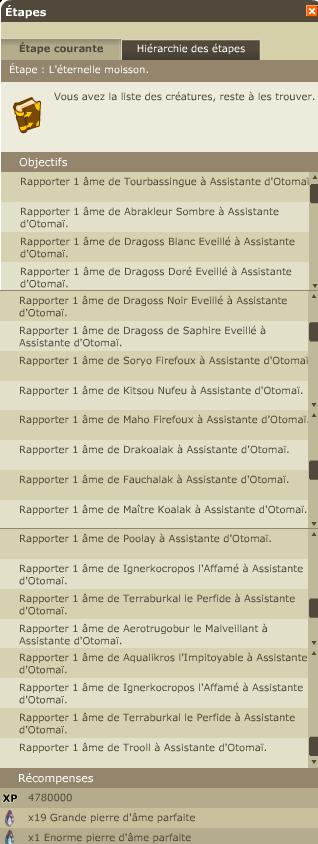 Étapes
Étape courante
Hiérarchie des étapes
Étape : L'éternelle moisson.
Vous avez la liste des créatures, reste à les trouver.
Objectifs
Rapporter 1 âme de Tourbassingue à Assistante d'Otomaï
Rapporter 1 âme de Abrakleur Sombre à Assistante
d'Otomaï.
Rapporter 1 âme de Dragoss Blanc Eveillé à Assistante
d'Otomaï.
Rapporter 1 âme de Dragoss Doré Eveillé à Assistante
d'Otomaï.
Rapporter 1 âme de Dragoss Noir Eveillé à Assistante
d'Otomaï.
Rapporter 1 âme de Dragoss de Saphire Eveillé à
Assistante d'Otomaï.
Rapporter 1 âme de Soryo Firefoux à Assistante d'Otomaï
Rapporter 1 âme de Kitsou Nufeu à Assistante d'Otomaï.
Rapporter 1 âme de Maho Firefoux à Assistante d'Otomaï.
Rapporter 1 âme de Drakoalak à Assistante d'Otomaï.
Rapporter 1 âme de Fauchalak à Assistante d'Otomaï.
Rapporter 1 âme de Maître Koalak à Assistante d'Otomaï.
Rapporter 1 âme de Poolay à Assistante d'Otomaï.
Rapporter 1 âme de Ignerkocropos l'Affamé à Assistante
d'Otomaï.
Rapporter 1 âme de Terraburkal le Perfide à Assistante
d'Otomaï.
Rapporter 1 âme de Aerotrugobur le Malveillant à
Assistante d'Otomaï.
Rapporter 1 âme de Aqualikros l'Impitoyable à Assistante
d'Otomaï.
Rapporter 1 âme de Ignerkocropos l'Affamé à Assistante
d'Otomaï.
Rapporter 1 âme de Terraburkal le Perfide à Assistante
d'Otomaï.
Rapporter 1 âme de Trooll à Assistante d'Otomaï.
Récompenses
XP 4780000
x19 Grande pierre d'âme parfaite
x1 Enorme pierre d'âme parfaite